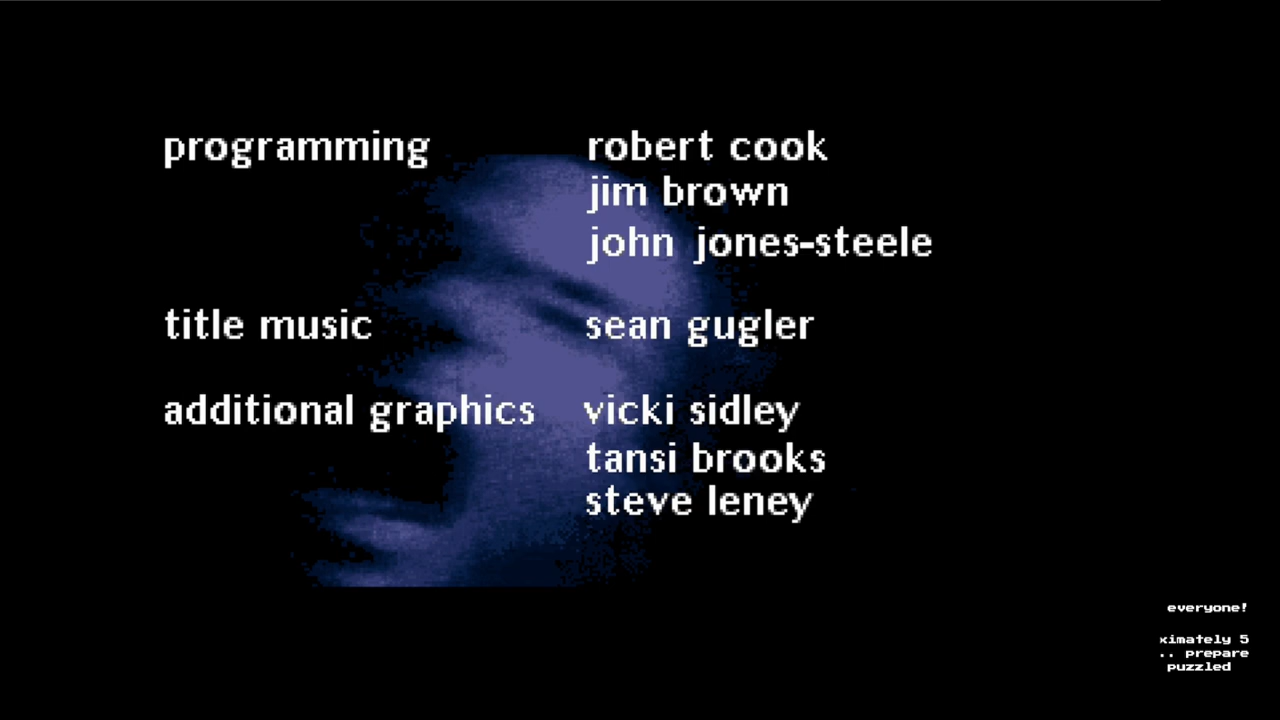 programming robert cook
jim brown
john jones-steele
title music sean gugler
additional graphics vicki sidley
tansi brooks
steve leney
everyone!
ximately 5
.. prepare
puzzled